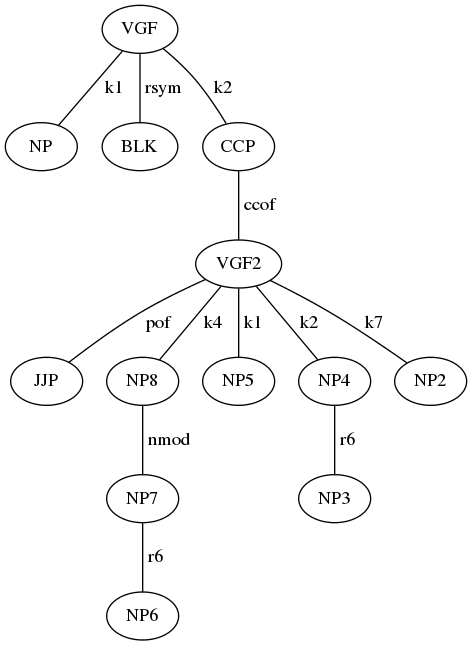 VGF
k1 rsym k2
NP BLK CCP
ccof
VGF2
pof k4 k1 k2 k7
JJP NP8 NP5 NP4 NP2
nmod r6
NP7 NP3
r6
NP6